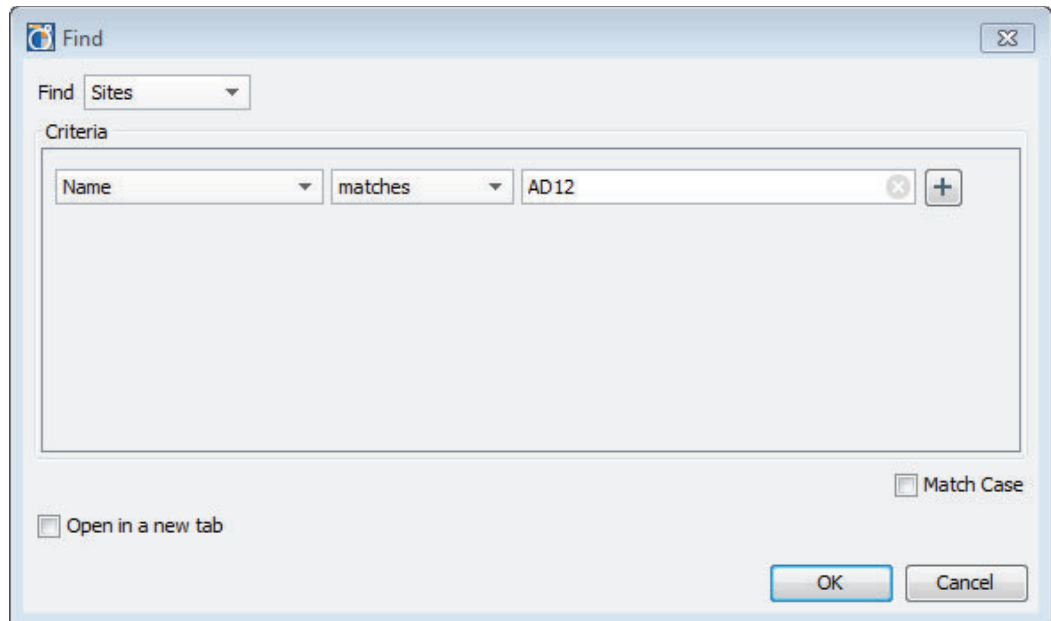 Find
Find Sites
Criteria
Name matches AD12
Match Case
Open in a new tab
OK Cancel